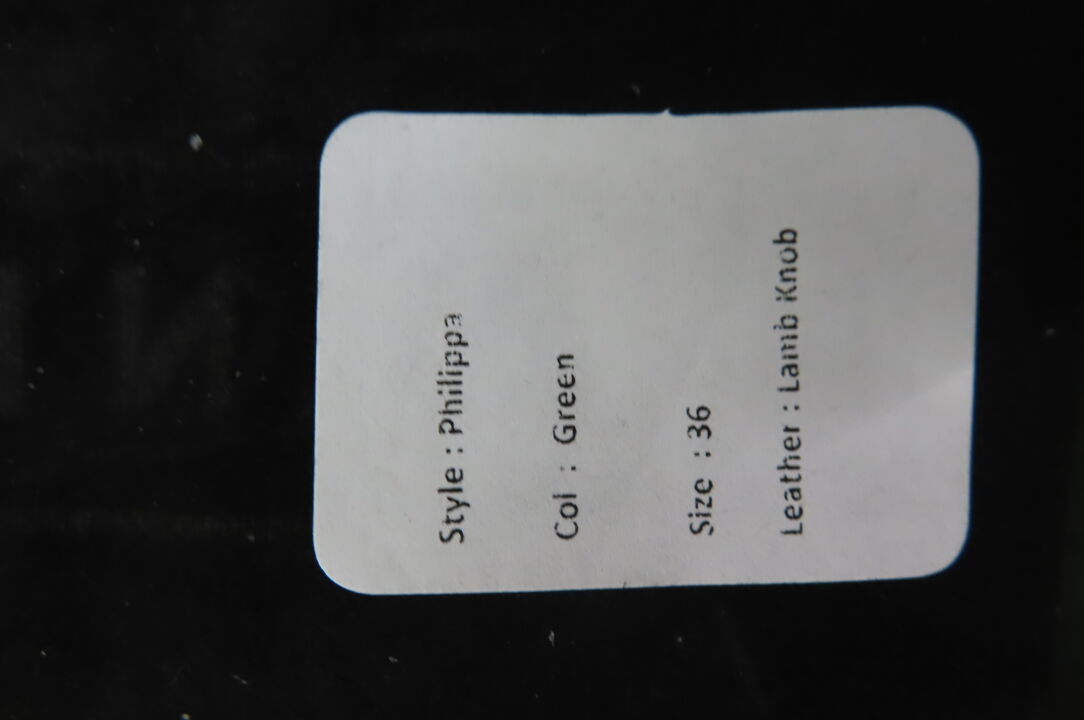 Style : Philippa
Col : Green
Size : 36
Leather : Lamb Knob